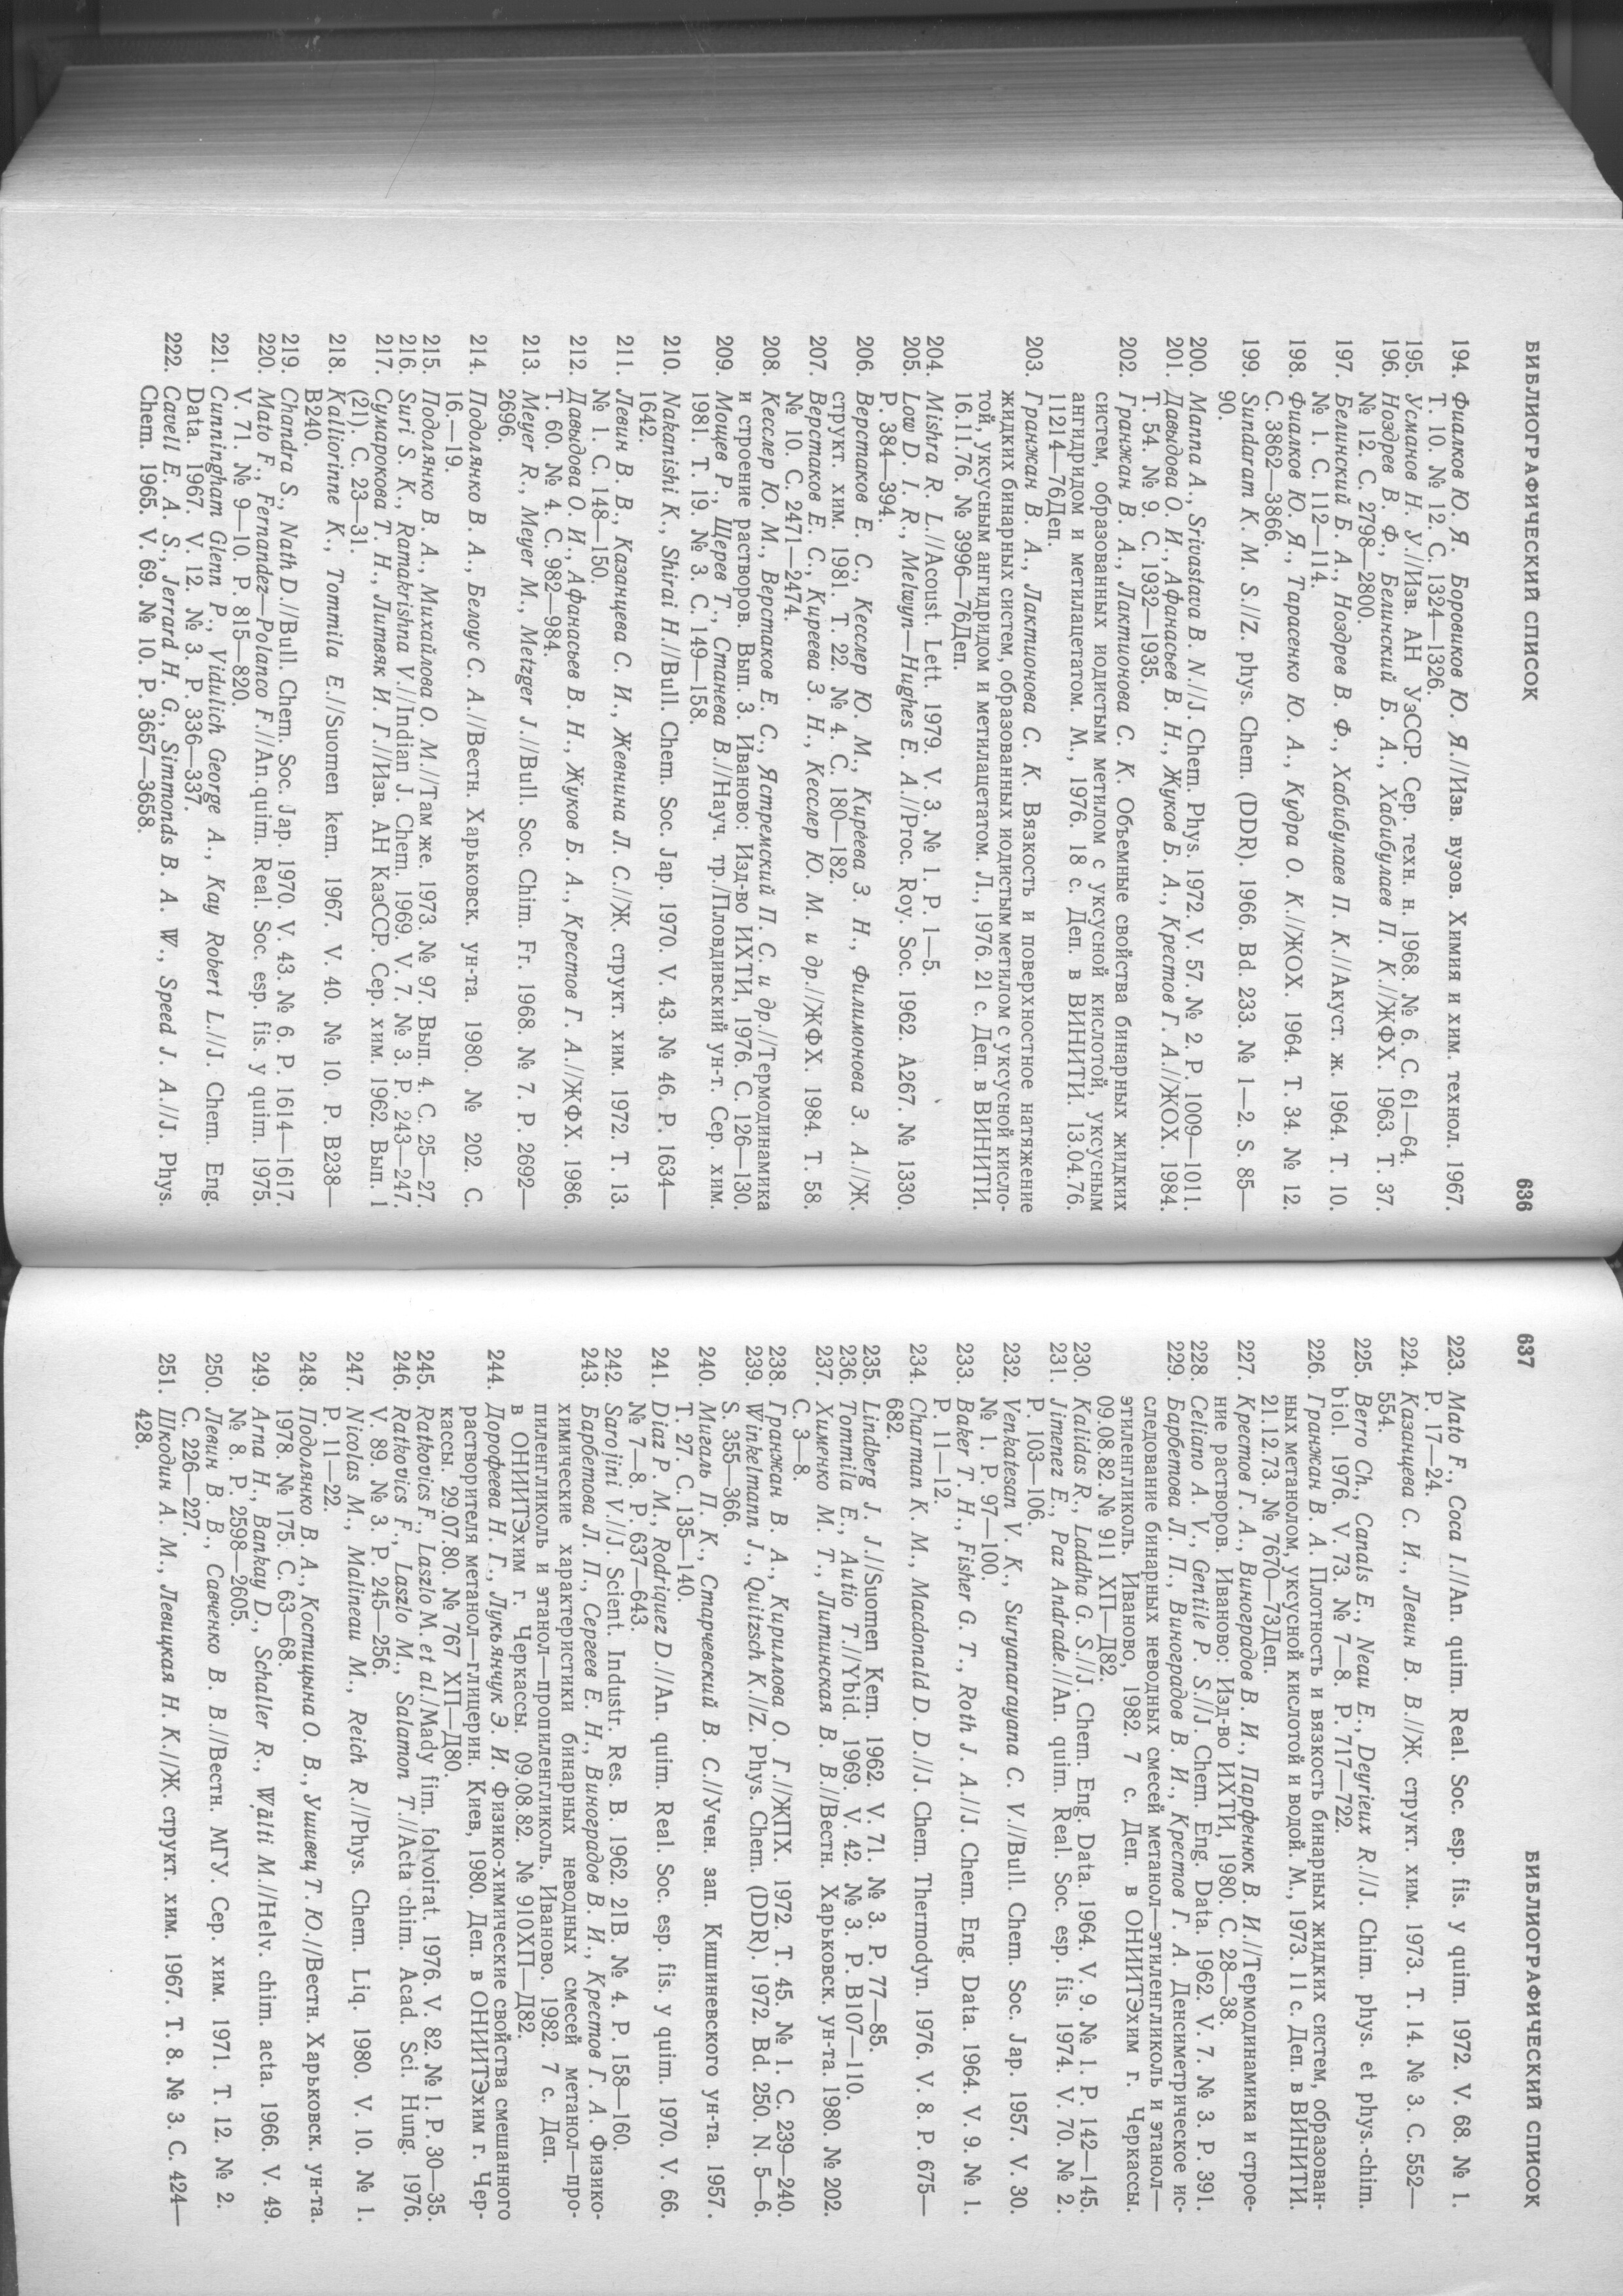 БИБЛИОГРАФИЧЕСКИЙ СПИСОК 636
194. Фиалков Ю. Я. Боровиков Ю. Я.//Изв. вузов. Химия и хим. технол. 1967.
Т. 10. № 12. С. 1324—1326.
195. Усманов Н. У.//Изв. АН УзССР. Сер. техн. н. 1968. № 6. С. 61—64.
196. Ноздрев В. Ф., Белинский Б. А., Хабибулаев П. К.//ЖФХ. 1963. Т. 37.
№ 12. С. 2798—2800.
197. Белинский Б. А., Ноздрев В. Ф., Хабибулаев П. К.//Акуст. ж. 1964. Т. 10.
№ 1. С. 112—114.
198. Фиалков Ю. Я., Тарасенко Ю. А., Кудра О. К.//ЖОХ. 1964. Т. 34. № 12.
С. 3862—3866.
199. Sundaram K. M. S.//Z. phys. Chem. (DDR). 1966. Bd. 233. № 1—2. S. 85—
90.
200. Manna A., Srivastava B. N.//J. Chem. Phys. 1972. V. 57. № 2. P. 1009—1011.
201. Давыдова О. И., Афанасьев В. Н., Жуков Б. А., Крестов Г. А.//ЖОХ. 1984.
Т. 54. № 9. С. 1932—1935.
202. Гранжан В. А., Лактионова С. К. Объемные свойства бинарных жидких
систем, образованных иодистым метилом с уксусной кислотой, уксусным
ангидридом и метилацетатом. М., 1976. 18 с. Деп. в ВИНИТИ. 13.04.76.
11214—76Деп.
203. Гранжан В. А., Лактионова С. К. Вязкость и поверхностное натяжение
жидких бинарных систем, образованных иодистым метилом с уксусной кисло-
той, уксусным ангидридом и метилацетатом. Л., 1976. 21 с. Деп. в ВИНИТИ.
16.11.76. № 3996—76Деп.
204. Mishra R. L.//Acoust. Lett. 1979. V. 3. № 1. P. 1—5.
205. Low D. I. R., Melwyn—Hughes E. A.//Proc. Roy. Soc. 1962. A267. № 1330.
P. 384—394.
206. Верстаков Е. С., Кесслер Ю. М., Киреева З. Н., Филимонова З. А.//Ж.
структ. хим. 1981. Т. 22. № 4. С. 180—182.
207. Верстаков Е. С., Киреева З. Н., Кесслер Ю. М. и др.//ЖФХ. 1984. Т. 58.
№ 10. С. 2471—2474.
208. Кесслер Ю. М., Верстаков Е. С., Ястремский П. С. и др.//Термодинамика
и строение растворов. Вып. 3. Иваново: Изд-во ИХТИ, 1976. С. 126—130.
209. Мощев Р., Щерев Т., Станева В.//Науч. тр./Пловдивский ун-т. Сер. хим.
1981. Т. 19. № 3. С. 149—158.
210. Nakanishi K., Shirai H.//Bull. Chem. Soc. Jap. 1970. V. 43. № 46. P. 1634—
1642.
211. Левин В. В., Казанцева С. И., Жевнина Л. С.//Ж. структ. хим. 1972. Т. 13.
№ 1. С. 148—150.
212. Давыдова О. И., Афанасьев В. Н., Жуков Б. А., Крестов Г. А.//ЖФХ. 1986.
Т. 60. № 4. С. 982—984.
213. Meyer R., Meyer M., Metzger J.//Bull. Soc. Chim. Fr. 1968. № 7. P. 2692—
2696.
214. Подолянко В. А., Белоус С. А.//Вестн. Харьковск. ун-та. 1980. № 202. С.
16—19.
215. Подолянко В. А., Михайлова О. М.//Там же. 1973. № 97. Вып. 4. С. 25—27.
216. Suri S. K., Ramakrishna V.//Indian J. Chem. 1969. V. 7. № 3. P. 243—247.
217. Сумарокова Т. Н., Литвяк И. Г.//Изв. АН КазССР. Сер. хим. 1962. Вып. 1
(21). С. 23—31.
218. Kalliorinne K., Tommila E.//Suomen kem. 1967. V. 40. № 10. P. B238—
B240.
219. Chandra S., Nath D.//Bull. Chem. Soc. Jap. 1970. V. 43. № 6. P. 1614—1617.
220. Mato F., Fernandez—Polanco F.//An.quim. Real. Soc. esp. fis. y quim. 1975.
V. 71. № 9—10. P. 815—820.
221. Cunningham Glenn P., Vidulich George A., Kay Robert L.//J. Chem. Eng.
Data. 1967. V. 12. № 3. P. 336—337.
222. Cavell E. A. S., Jerrard H. G., Simmonds B. A. W., Speed J. A.//J. Phys.
Chem. 1965. V. 69. № 10. P. 3657—3658.
637 БИБЛИОГРАФИЧЕСКИЙ СПИСОК
223. Mato F., Coca I.//An. quim. Real. Soc. esp. fis. y quim. 1972. V. 68. № 1.
P. 17—24.
224. Казанцева С. И., Левин В. В.//Ж. структ. хим. 1973. Т. 14. № 3. С. 552—
554.
225. Berro Ch., Canals E., Neau E., Deyrieux R.//J. Chim. phys. et phys.-chim.
biol. 1976. V. 73. № 7—8. P. 717—722.
226. Гранжан В. А. Плотность и вязкость бинарных жидких систем, образован-
ных метанолом, уксусной кислотой и водой. М., 1973. 11 с. Деп. в ВИНИТИ.
21.12.73. № 7670—73Деп.
227. Крестов Г. А., Виноградов В. И., Парфенюк В. И.//Термодинамика и строе-
ние растворов. Иваново: Изд-во ИХТИ, 1980. С. 28—38.
228. Celiano A. V., Gentile P. S.//J. Chem. Eng. Data. 1962. V. 7. № 3. P. 391.
229. Барбетова Л. П., Виноградов В. И., Крестов Г. А. Денсиметрическое ис-
следование бинарных неводных смесей метанол—этиленгликоль и этанол—
этиленгликоль. Иваново, 1982. 7 с. Деп. в ОНИИТЭхим г. Черкассы.
09.08.82. № 911 ХП—Д82.
230. Kalidas R., Laddha G. S.//J. Chem. Eng. Data. 1964. V. 9. № 1. P. 142—145.
231. Jimenez E., Paz Andrade.//An. quim. Real. Soc. esp. fis. 1974. V. 70. № 2.
P. 103—106.
232. Venkatesan V. K., Suryanarayana C. V.//Bull. Chem. Soc. Jap. 1957. V. 30.
№ 1. P. 97—100.
233. Baker T. H., Fisher G. T., Roth J. A.//J. Chem. Eng. Data. 1964. V. 9. № 1.
P. 11—12.
234. Charman K. M., Macdonald D. D.//J. Chem. Thermodyn. 1976. V. 8. P. 675—
682.
235. Lindberg J. J.//Suomen Kem. 1962. V. 71. № 3. P. 77—85.
236. Tommila E., Autio T.//Ybid. 1969. V. 42. № 3. P. B107—110.
237. Хименко М. Т., Литинская В. В.//Вестн. Харьковск. ун-та. 1980. № 202.
С. 3—8.
238. Гранжан В. А., Кириллова О. Г.//ЖПХ. 1972. Т. 45. № 1. С. 239—240.
239. Winkelmann J., Quitzsch K.//Z. Phys. Chem. (DDR). 1972. Bd. 250. N. 5—6.
S. 355—366.
240. Мигаль П. К., Старчевский В. С.//Учен. зап. Кишиневского ун-та. 1957.
Т. 27. С. 135—140.
241. Diaz P. M., Rodriquez D.//An. quim. Real. Soc. esp. fis. y quim. 1970. V. 66.
№ 7—8. P. 637—643.
242. Sarojini V.//J. Scient. Industr. Res. B. 1962. 21B. № 4. P. 158—160.
243. Барбетова Л. П., Сергеев Е. Н., Виноградов В. И., Крестов Г. А. Физико-
химические характеристики бинарных неводных смесей метанол—про-
пиленгликоль и этанол—пропиленгликоль. Иваново. 1982. 7 с. Деп.
в ОНИИТЭхим г. Черкассы. 09.08.82. № 910ХП—Д82.
244. Дорофеева Н. Г., Лукьянчук Э. И. Физико-химические свойства смешанного
растворителя метанол—глицерин. Киев, 1980. Деп. в ОНИИТЭхим г. Чер-
кассы. 29.07.80. № 767 ХП—Д80.
245. Ratkovics F., Laszlo M. et al./Mady fim. folyoirat. 1976. V. 82. № 1. P. 30—35.
246. Ratkovics F., Laszlo M., Salamon T.//Acta chim. Acad. Sci. Hung. 1976.
V. 89. № 3. P. 245—256.
247. Nicolas M., Malineau M., Reich R.//Phys. Chem. Liq. 1980. V. 10. № 1.
P. 11—22.
248. Подолянко В. А., Костицына О. В., Ушивец Т. Ю.//Вестн. Харьковск. ун-та.
1978. № 175. С. 63—68.
249. Arna H., Bankay D., Schaller R., Wälti M.//Helv. chim. acta. 1966. V. 49.
№ 8. P. 2598—2605.
250. Левин В. В., Савченко В. В.//Вестн. МГУ. Сер. хим. 1971. Т. 12. № 2.
С. 226—227.
251. Шкодин А. М., Левицкая Н. К.//Ж. структ. хим. 1967. Т. 8. № 3. С. 424—
428.